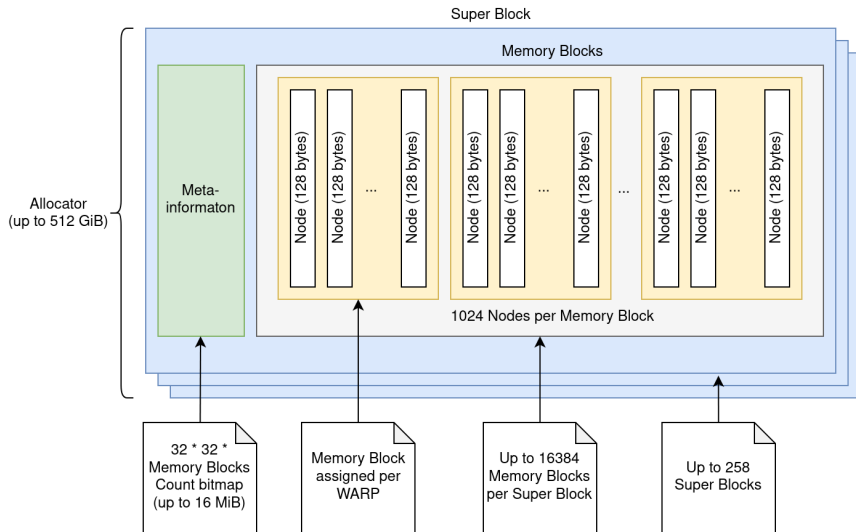 Super Block
Memory Blocks
Allocator
(up to 512 GiB)
Meta-
informaton
Node (128 bytes)
Node (128 bytes)
...
Node (128 bytes)
Node (128 bytes)
Node (128 bytes)
...
Node (128 bytes)
...
Node (128 bytes)
Node (128 bytes)
...
Node (128 bytes)
1024 Nodes per Memory Block
32 * 32 *
Memory Blocks
Count bitmap
(up to 16 MiB)
Memory Block
assigned per
WARP
Up to 16384
Memory Blocks
per Super Block
Up to 258
Super Blocks